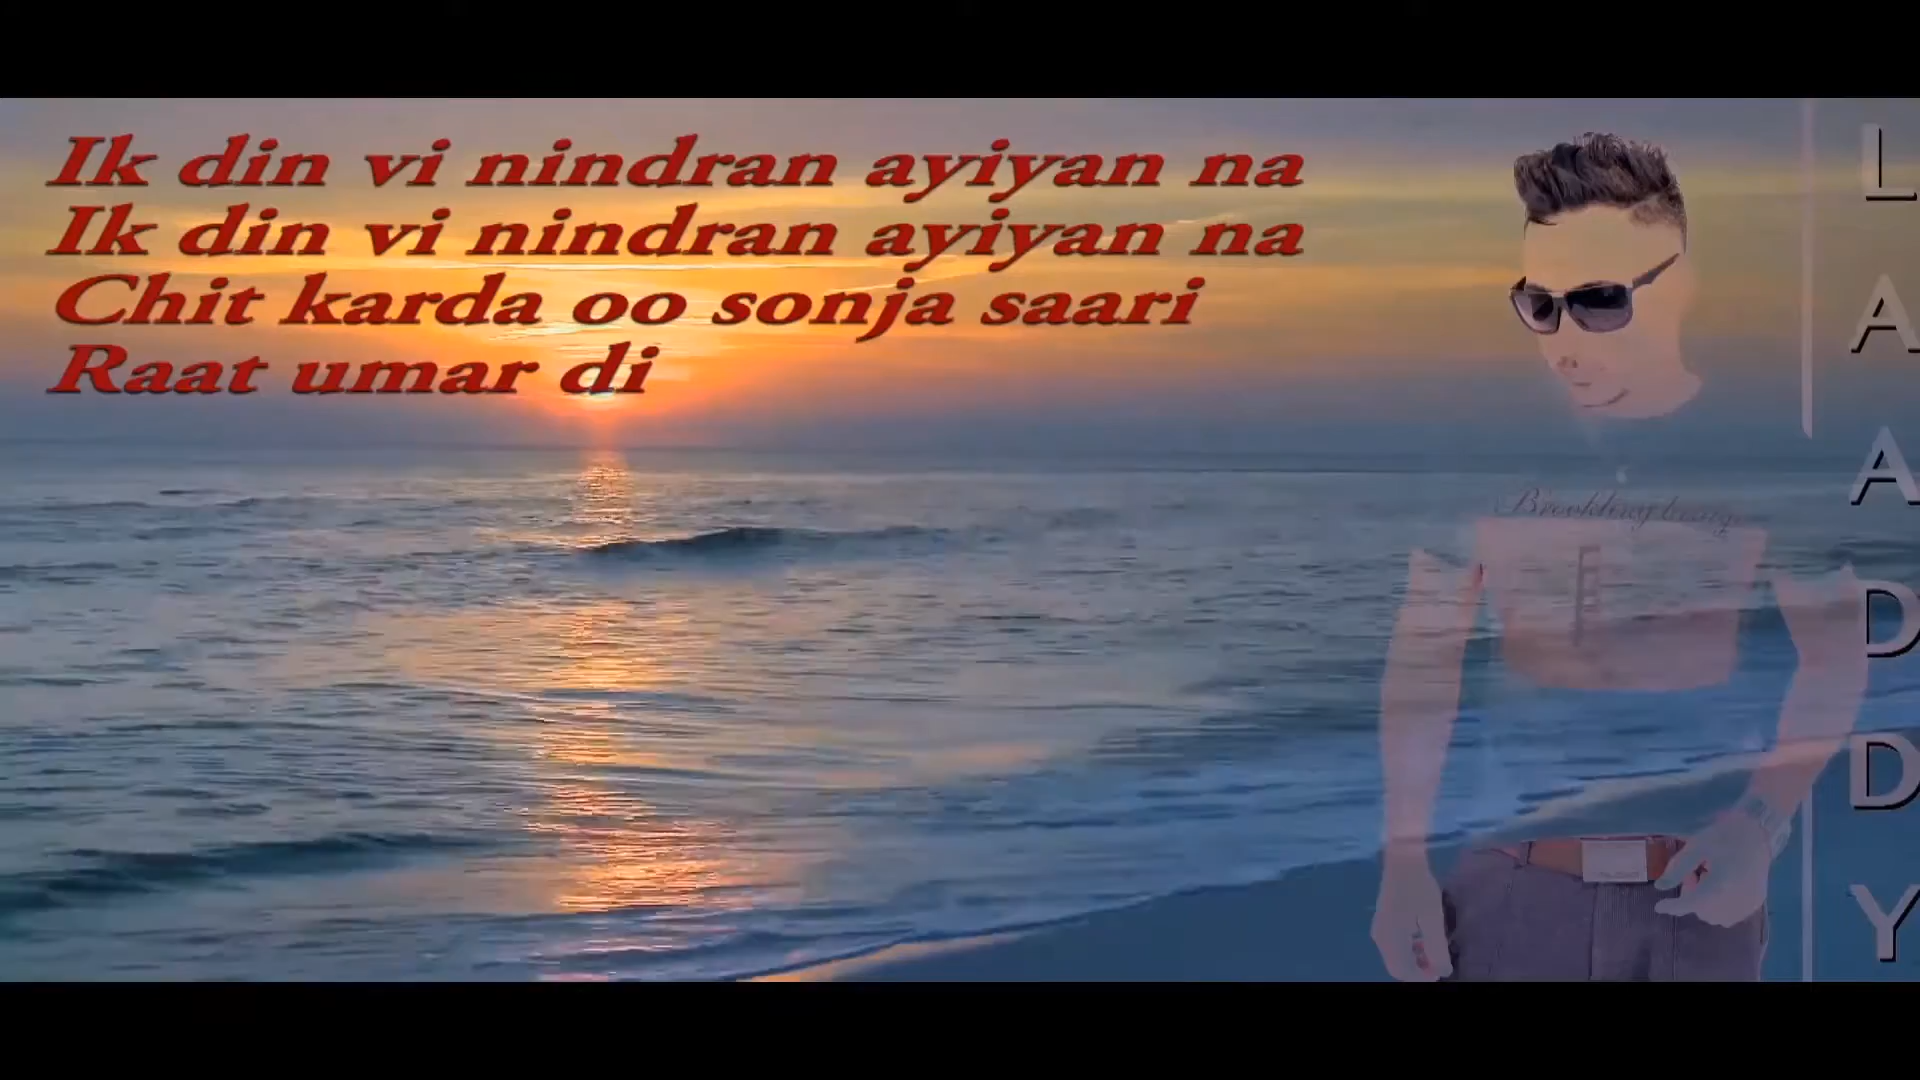 Ik din vi nindran ayiyan na
Ik din vi nindran ayiyan na
Chit karda oo sonja saari
Raat umar di
LAADDY